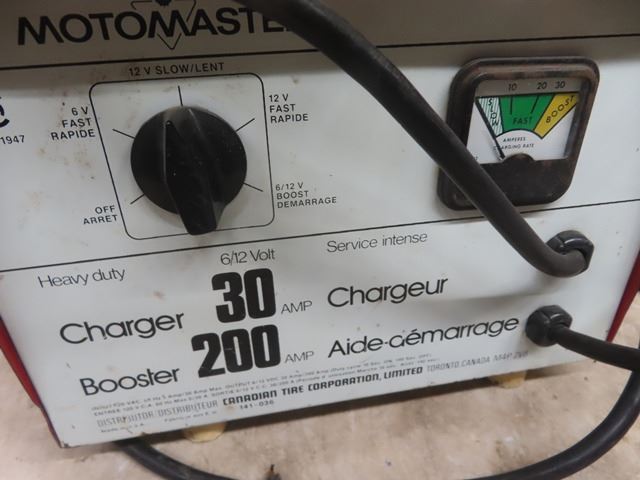 MOTOMASTER
12 V SLOW/LENT
6 V
FAST
RAPIDE
12 V
FAST
RAPIDE
1947
OFF
ARRET
6/12 V
BOOST
DEMARRAGE
10 20 30
SLOW FAST BOOST
AMPERES
CHARGING RATE
Heavy duty
6/12 Volt
Service intense
Charger 30 AMP Chargeur
Booster 200 AMP Aide-démarrage
DISTRIBUTOR/DISTRIBUTEUR CANADIAN TIRE CORPORATION, LIMITED TORONTO, CANADA
141-036